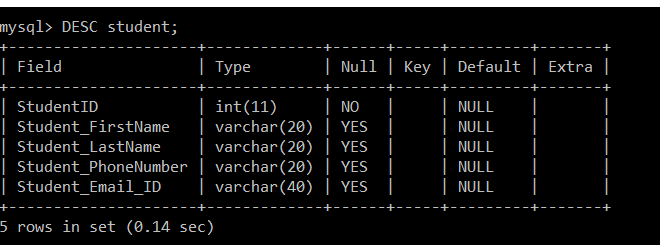 mysql> DESC student;
+---------------------+-------------+------+-----+---------+-------+
| Field               | Type        | Null | Key | Default | Extra |
+---------------------+-------------+------+-----+---------+-------+
| StudentID           | int(11)     | NO   |     | NULL    |       |
| Student_FirstName   | varchar(20) | YES  |     | NULL    |       |
| Student_LastName    | varchar(20) | YES  |     | NULL    |       |
| Student_PhoneNumber | varchar(20) | YES  |     | NULL    |       |
| Student_Email_ID    | varchar(40) | YES  |     | NULL    |       |
+---------------------+-------------+------+-----+---------+-------+
5 rows in set (0.14 sec)